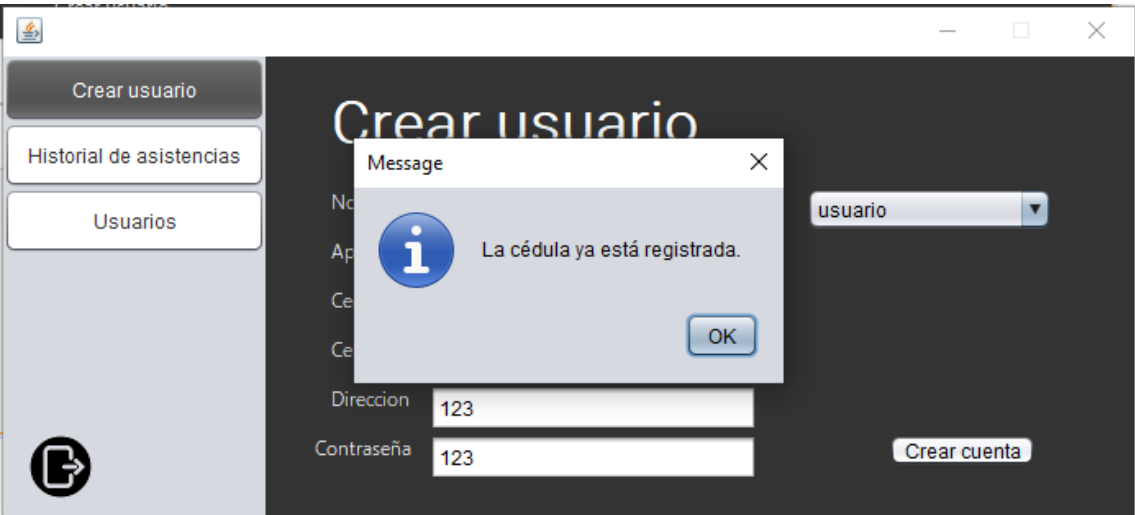 Crear usuario
Crear usuario
Historial de asistencias
Usuarios
Message
La cédula ya está registrada.
OK
usuario
Direccion
123
Contraseña
123
Crear cuenta